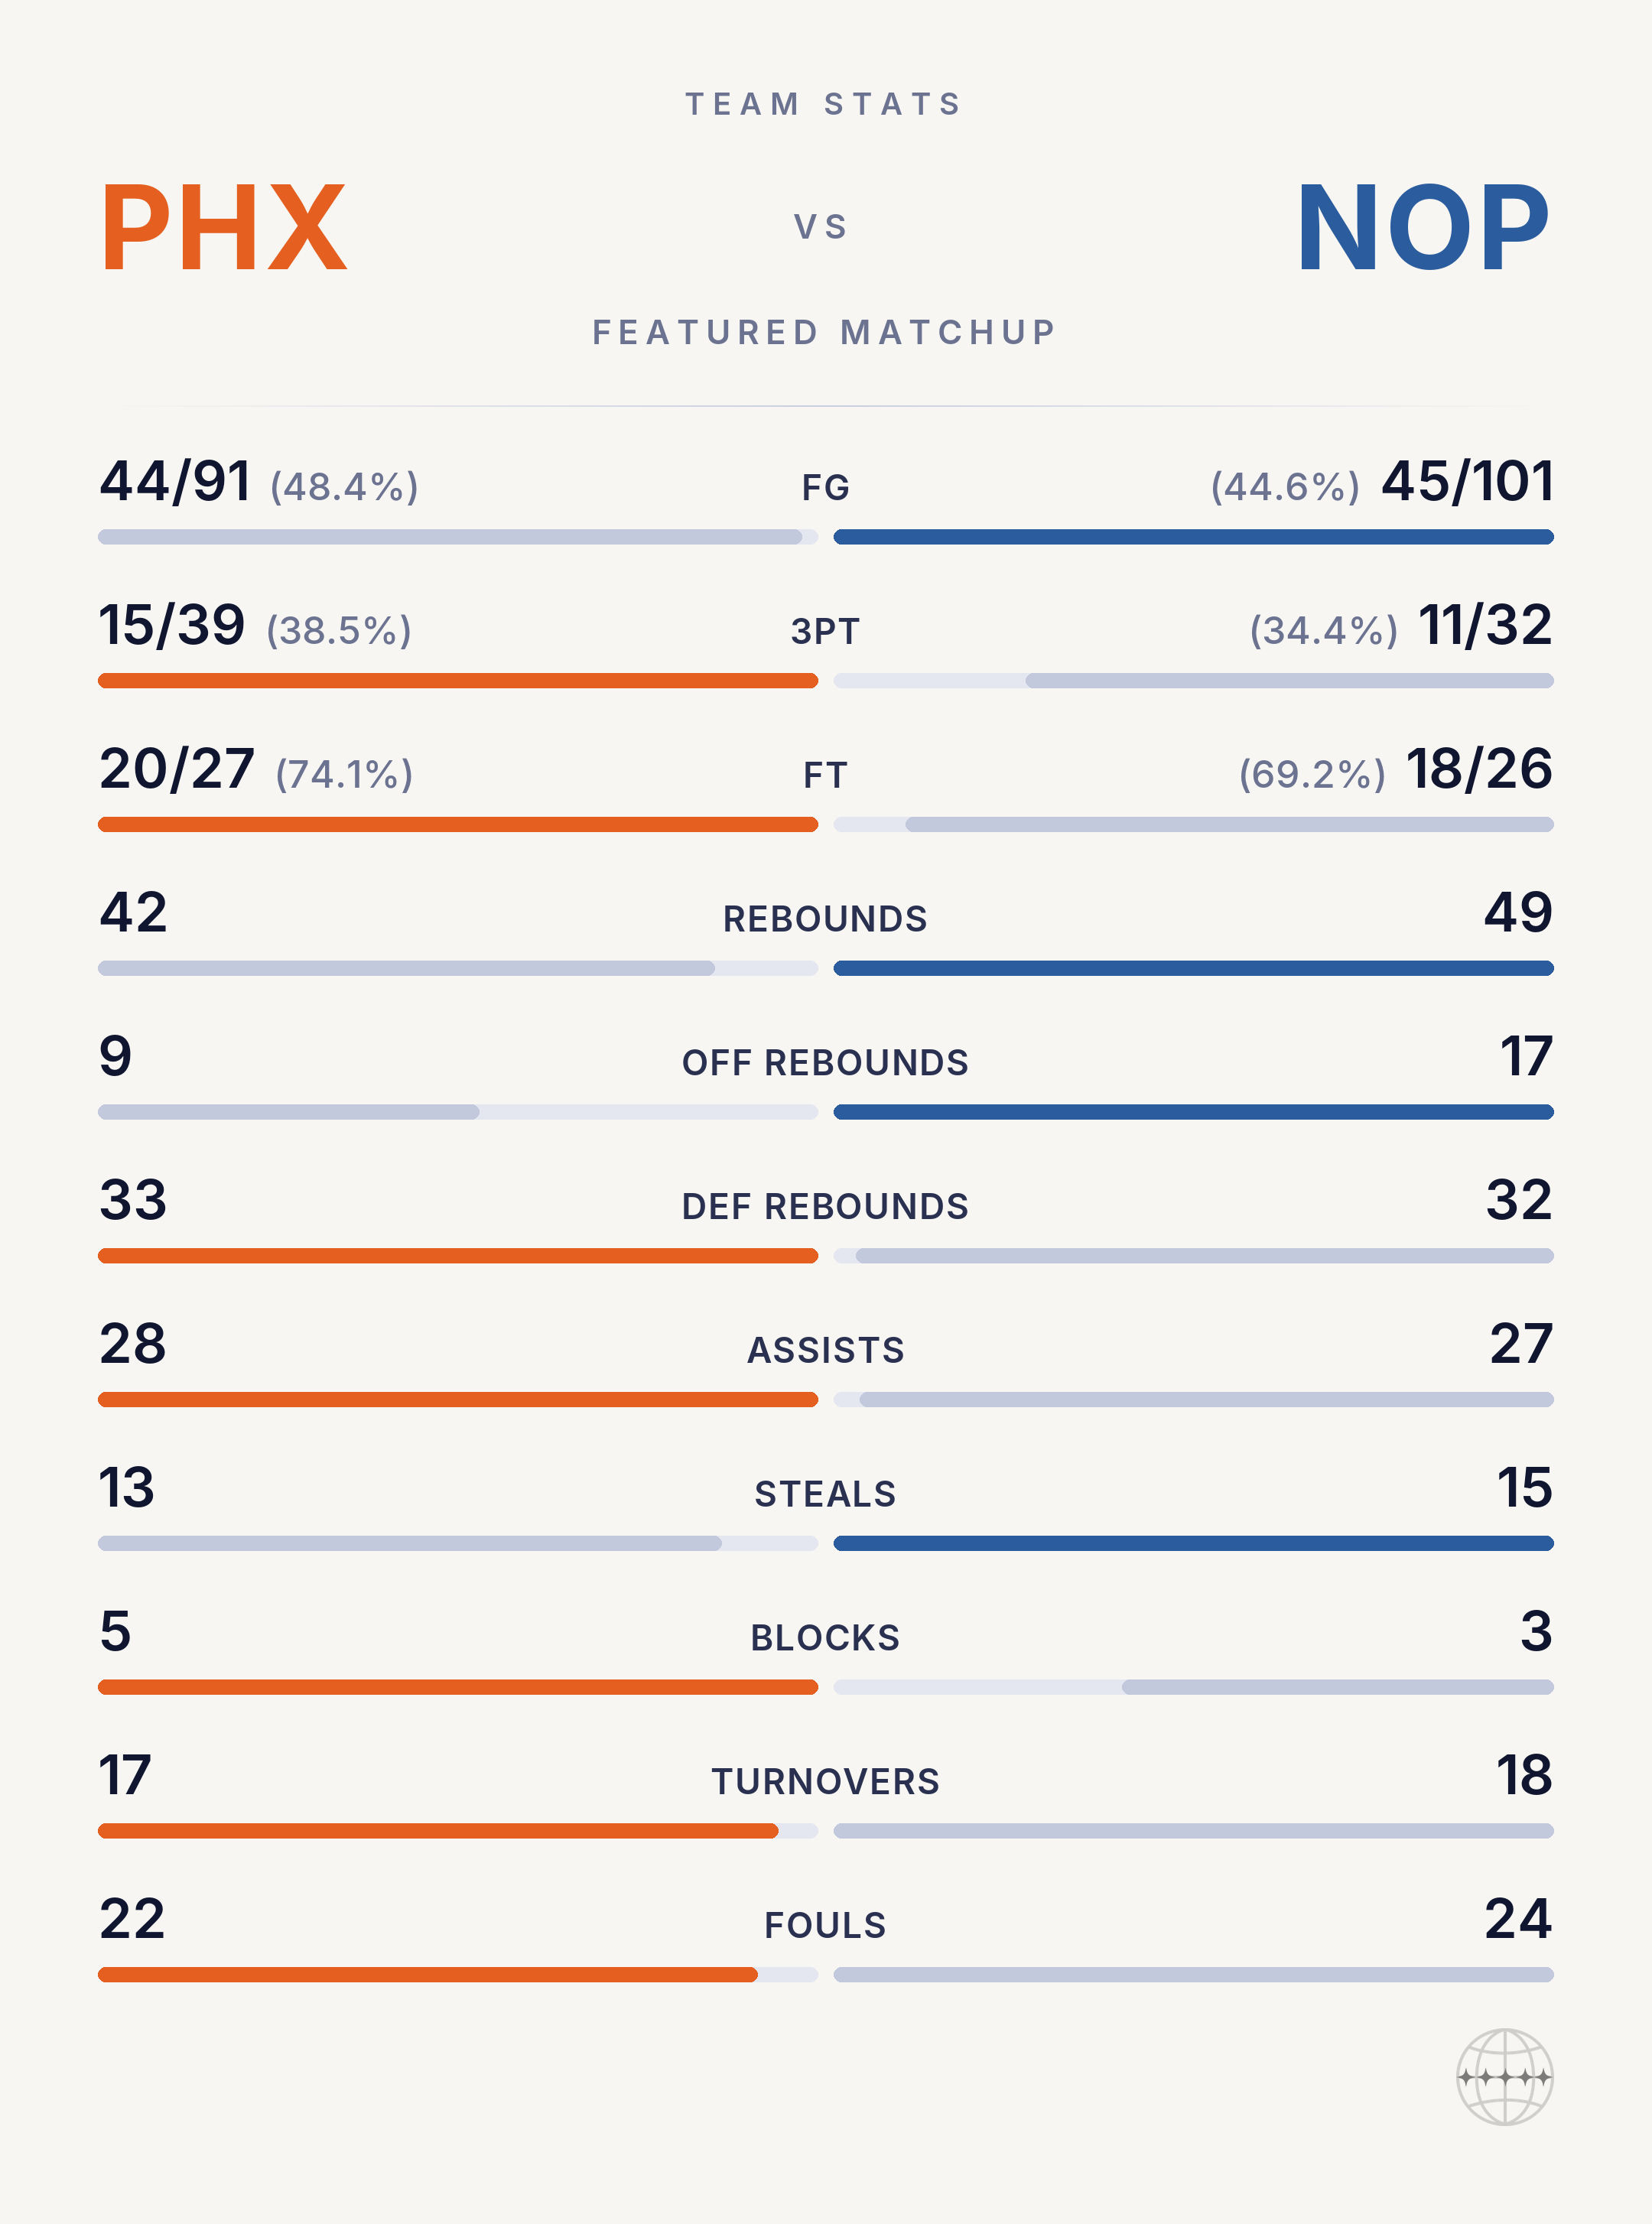 TEAM STATS
PHX VS NOP
FEATURED MATCHUP
44/91 (48.4%) FG (44.6%) 45/101
15/39 (38.5%) 3PT (34.4%) 11/32
20/27 (74.1%) FT (69.2%) 18/26
42 REBOUNDS 49
9 OFF REBOUNDS 17
33 DEF REBOUNDS 32
28 ASSISTS 27
13 STEALS 15
5 BLOCKS 3
17 TURNOVERS 18
22 FOULS 24